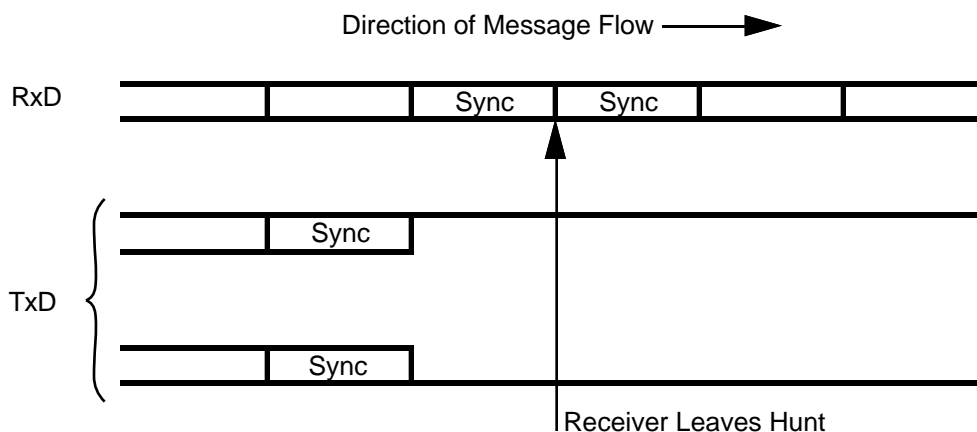 Direction of Message Flow
RxD
Sync Sync
Sync
TxD
Sync
Receiver Leaves Hunt